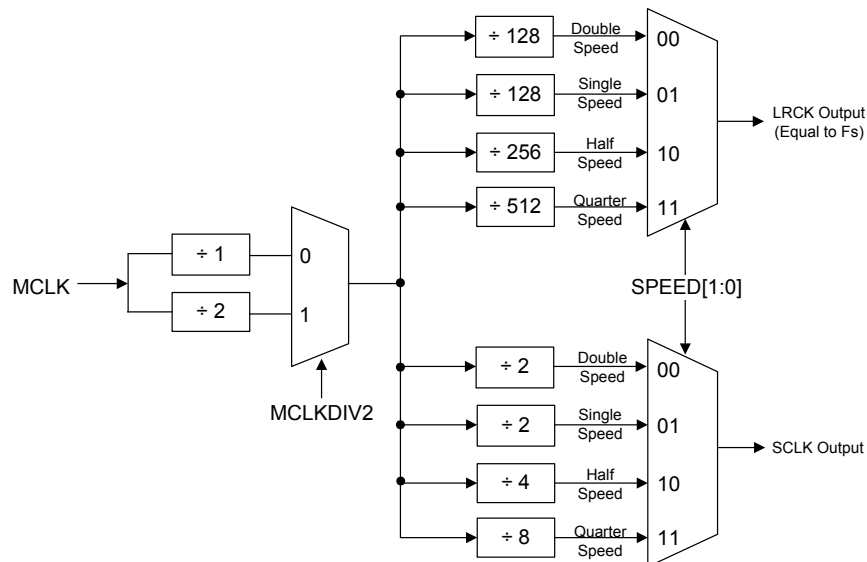 ÷ 128
Double
Speed
00
÷ 128
Single
Speed
01
LRCK Output
(Equal to Fs)
÷ 256
Half
Speed
10
÷ 512
Quarter
Speed
11
÷ 1
0
MCLK
SPEED[1:0]
÷ 2
1
MCLKDIV2
÷ 2
Double
Speed
00
÷ 2
Single
Speed
01
SCLK Output
÷ 4
Half
Speed
10
÷ 8
Quarter
Speed
11